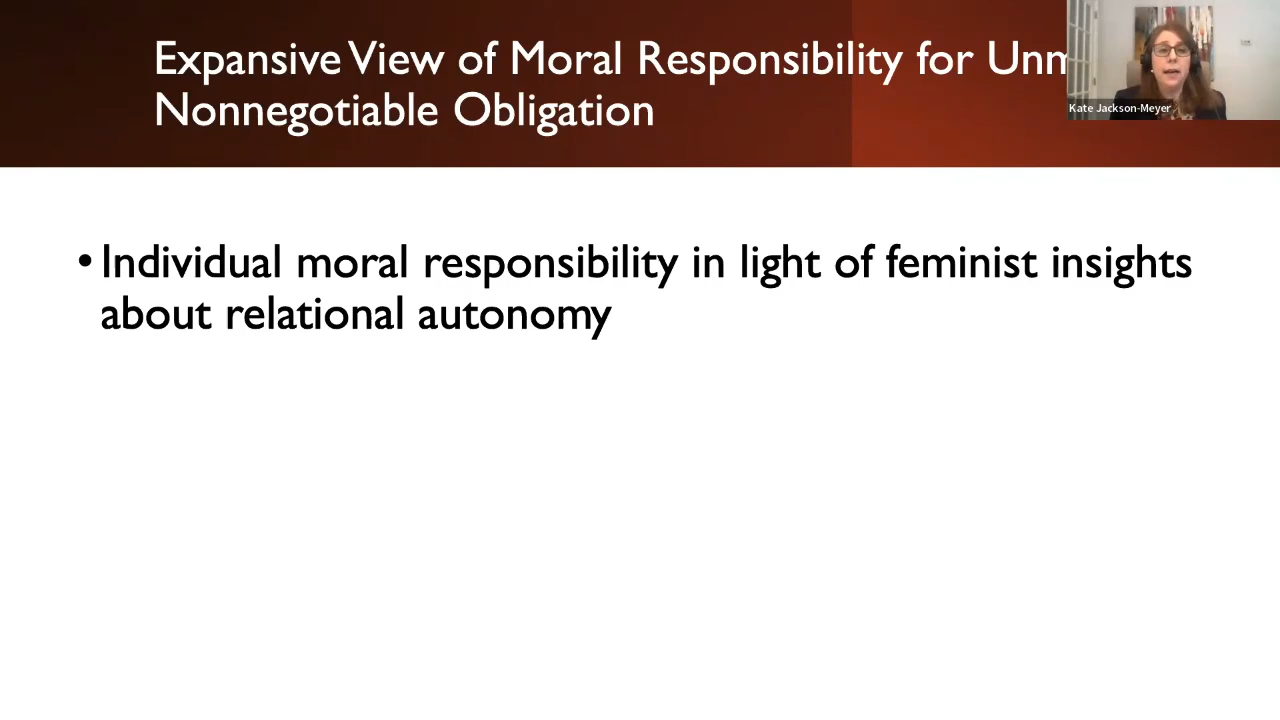 Expansive View of Moral Responsibility for
Nonnegotiable Obligation
Kate Jackson-Meyer
• Individual moral responsibility in light of feminist insights
about relational autonomy